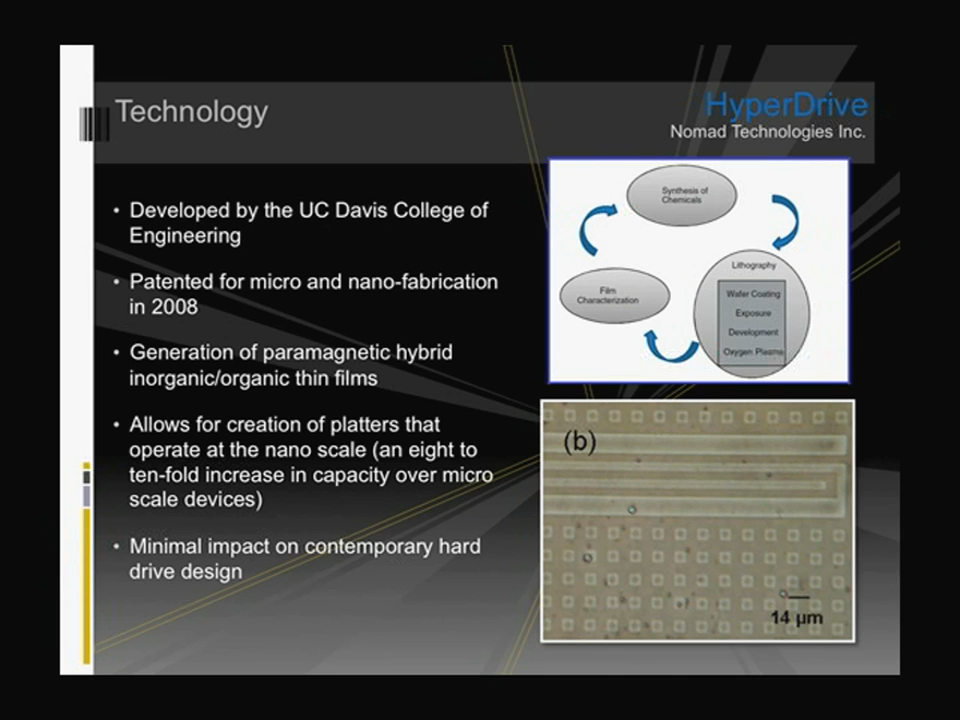 Technology
HyperDrive
Nomad Technologies Inc.
• Developed by the UC Davis College of
Engineering
• Patented for micro and nano-fabrication
in 2008
• Generation of paramagnetic hybrid
inorganic/organic thin films
• Allows for creation of platters that
operate at the nano scale (an eight to
ten-fold increase in capacity over micro
scale devices)
• Minimal impact on contemporary hard
drive design
Synthesis of
Chemicals
Lithography
Wafer Coating
Exposure
Development
Oxygen Plasma
Film
Characterization
(b)
14 µm